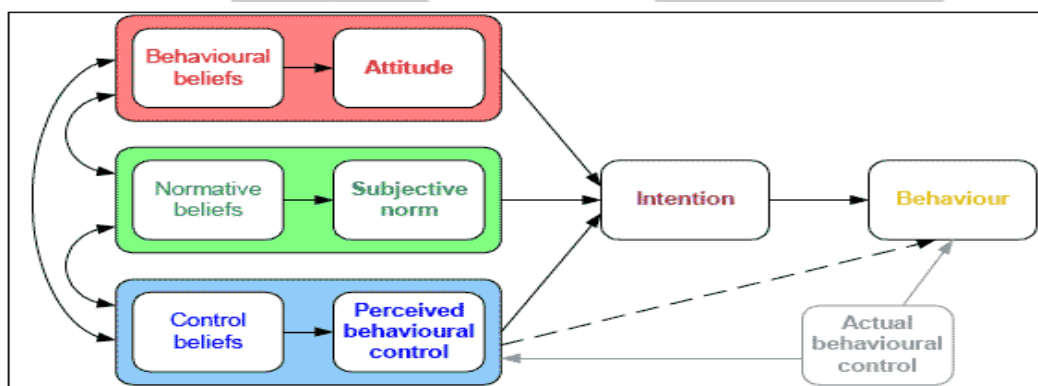 Behavioural
beliefs
Attitude
Normative
beliefs
Subjective
norm
Intention
Behaviour
Control
beliefs
Perceived
behavioural
control
Actual
behavioural
control